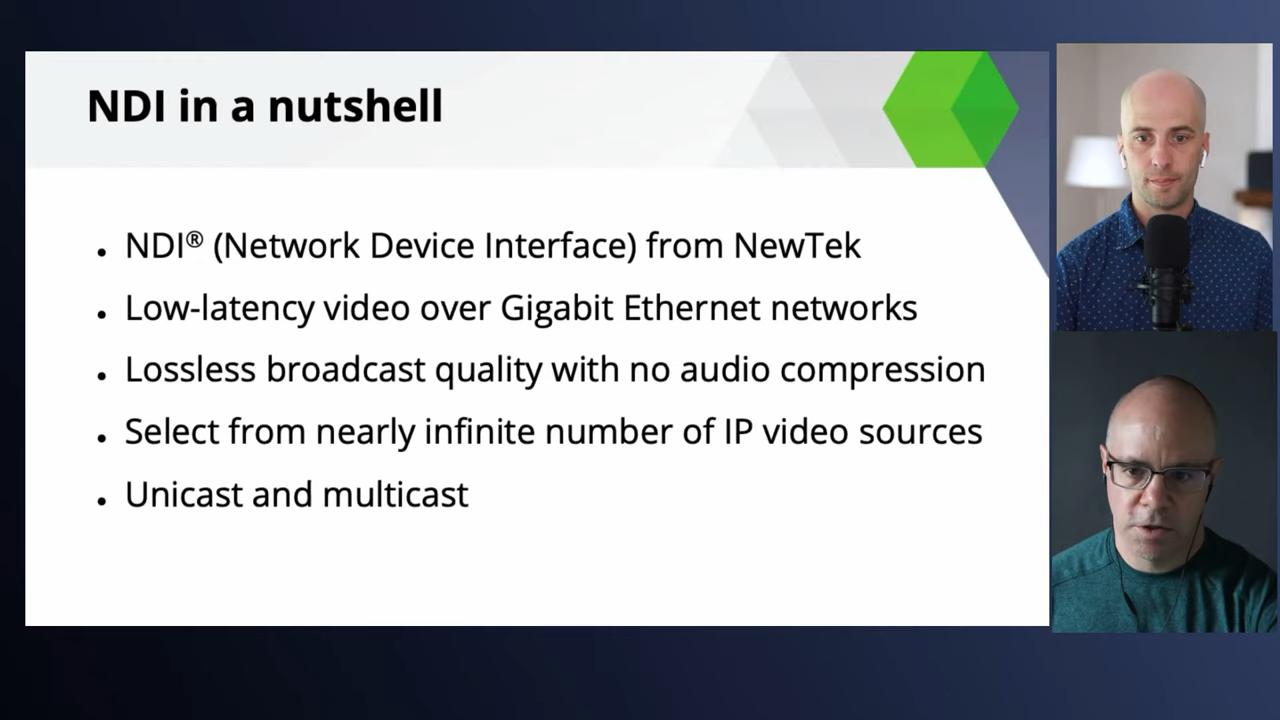 NDI in a nutshell
• NDI® (Network Device Interface) from NewTek
• Low-latency video over Gigabit Ethernet networks
• Lossless broadcast quality with no audio compression
• Select from nearly infinite number of IP video sources
• Unicast and multicast